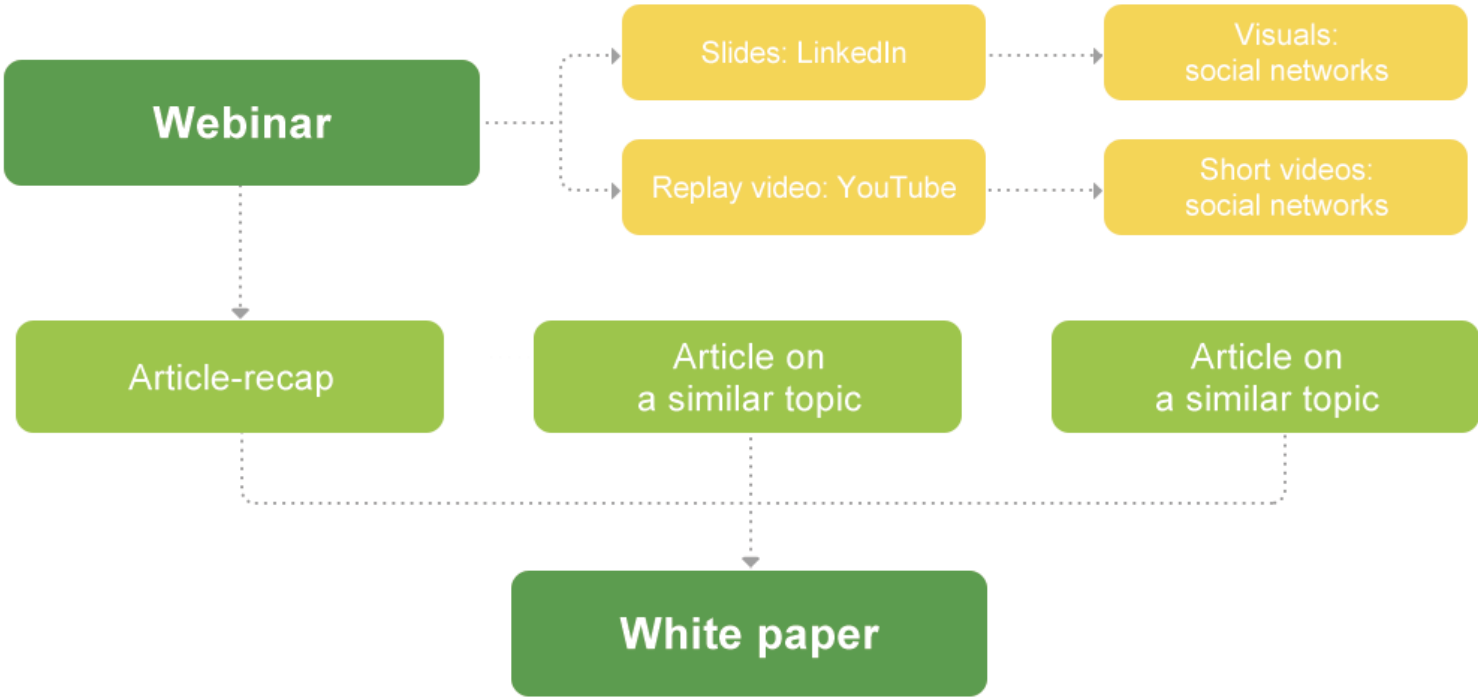 Webinar
Slides: LinkedIn
Visuals:
social networks
Replay video: YouTube
Short videos:
social networks
Article-recap
Article on
a similar topic
Article on
a similar topic
White paper